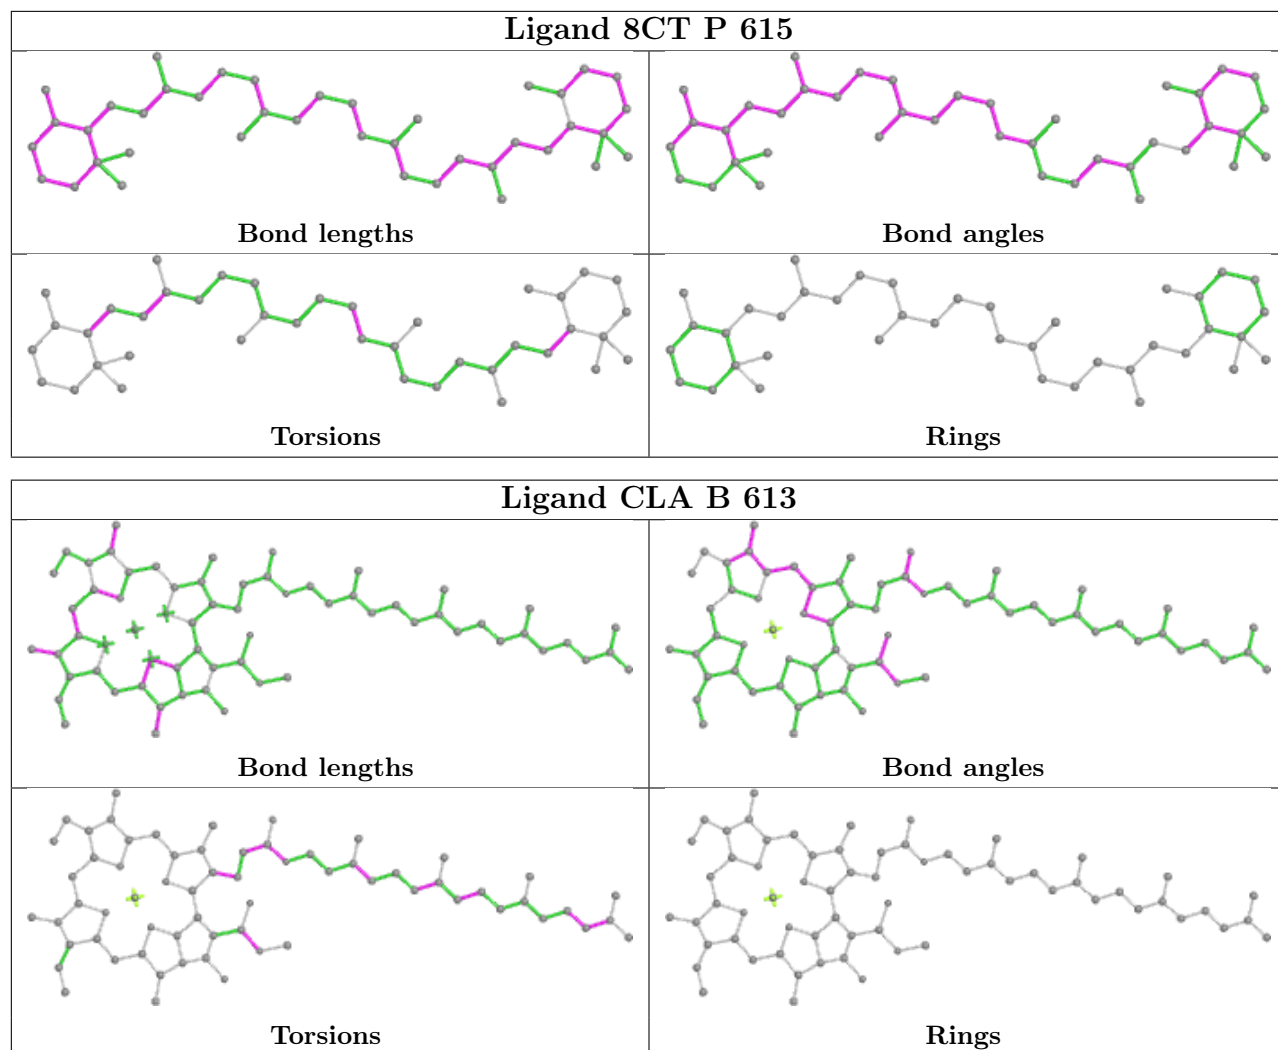 Ligand 8CT P 615
Bond lengths
Bond angles
Torsions
Rings
Ligand CLA B 613
Bond lengths
Bond angles
Torsions
Rings